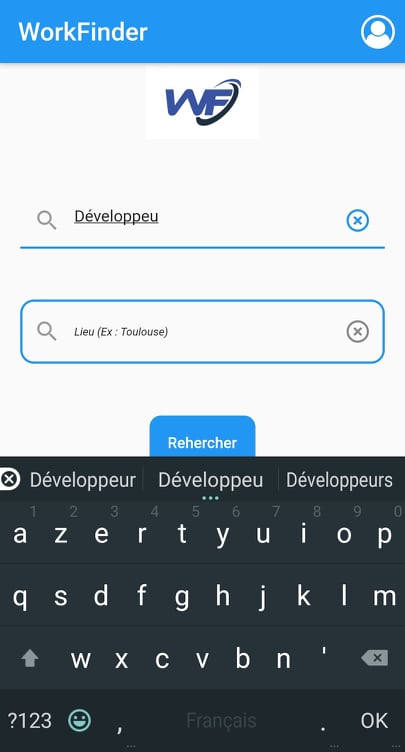 WorkFinder
WF
Développeu
Lieu (Ex : Toulouse)
Rehercher
Développeur Développeu Développeurs
1 2 3 4 5 6 7 8 9 0
a z e r t y u i o p
q s d f g h j k l m
w x c v b n '
?123 , Français . OK